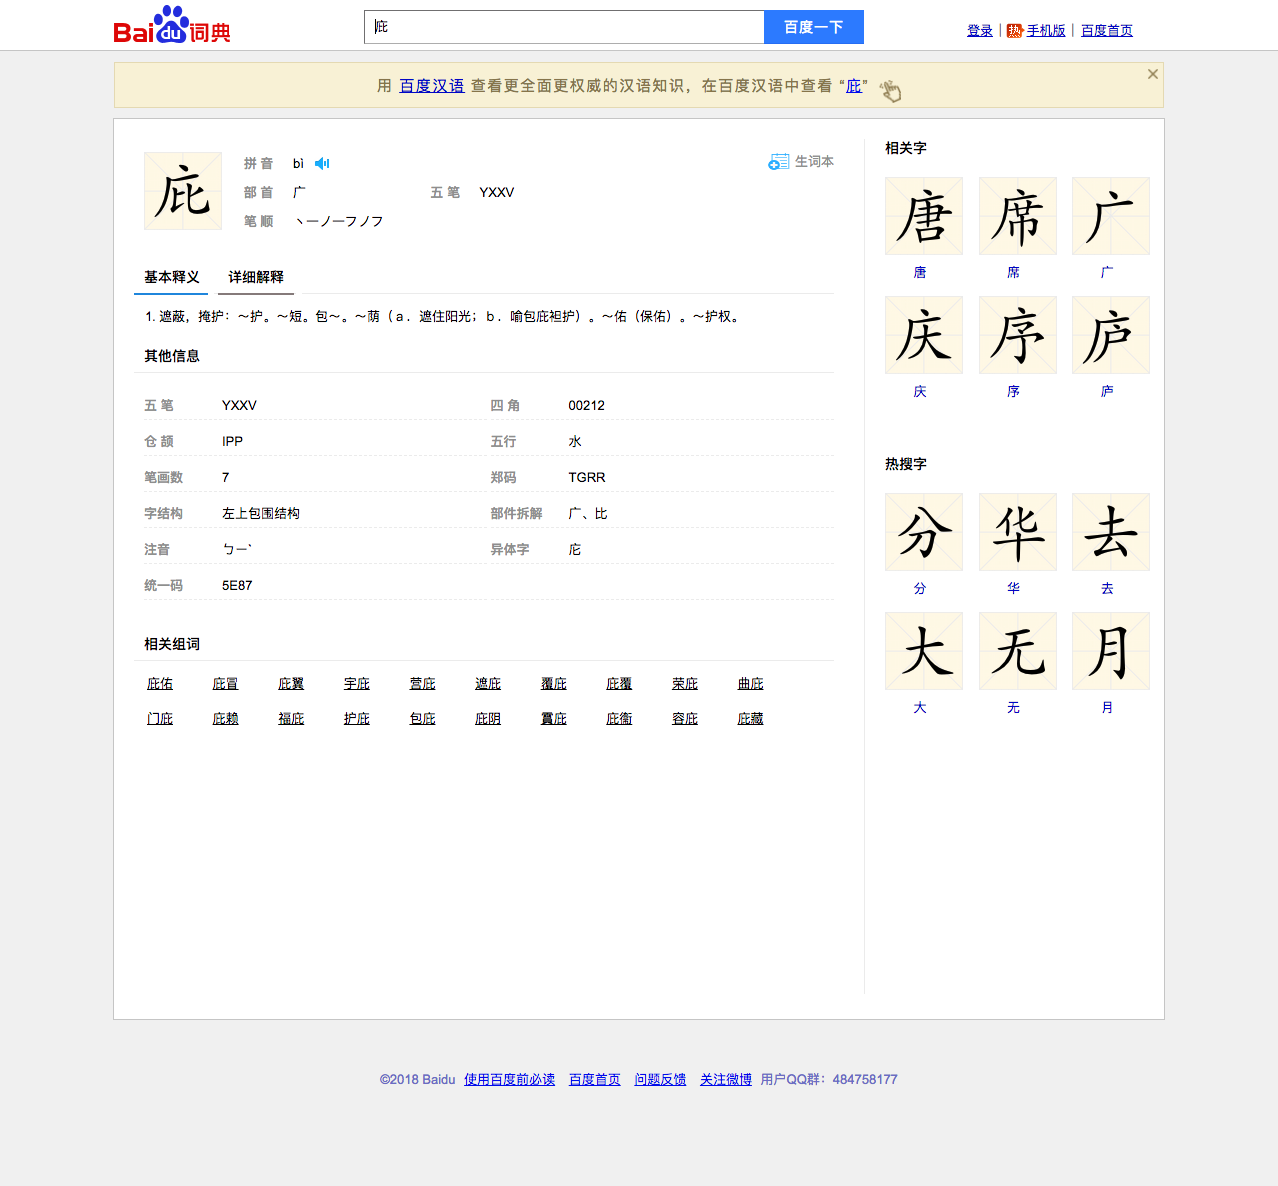 Bai du 词典
庇
百度一下
登录 | 热 手机版 | 百度首页
用 百度汉语 查看更全面更权威的汉语知识，在百度汉语中查看 “庇”
庇
拼 音 bì
生词本
部 首 广 五 笔 YXXV
笔 顺 丶一ノ一フノフ
基本释义 详细解释
1. 遮蔽，掩护：～护。～短。包～。～荫（ａ．遮住阳光；ｂ．喻包庇袒护）。～佑（保佑）。～护权。
其他信息
五 笔 YXXV 四 角 00212
仓 颉 IPP 五行 水
笔画数 7 郑码 TGRR
字结构 左上包围结构 部件拆解 广、比
注音 ㄅㄧˋ 异体字 庀
统一码 5E87
相关组词
庇佑 庇冒 庇翼 宇庇 营庇 遮庇 覆庇 庇覆 荣庇 曲庇
门庇 庇赖 福庇 护庇 包庇 庇阴 賨庇 庇衞 容庇 庇藏
相关字
唐 席 广
唐 席 广
庆 序 庐
庆 序 庐
热搜字
分 华 去
分 华 去
大 无 月
大 无 月
©2018 Baidu 使用百度前必读 百度首页 问题反馈 关注微博 用户QQ群：484758177